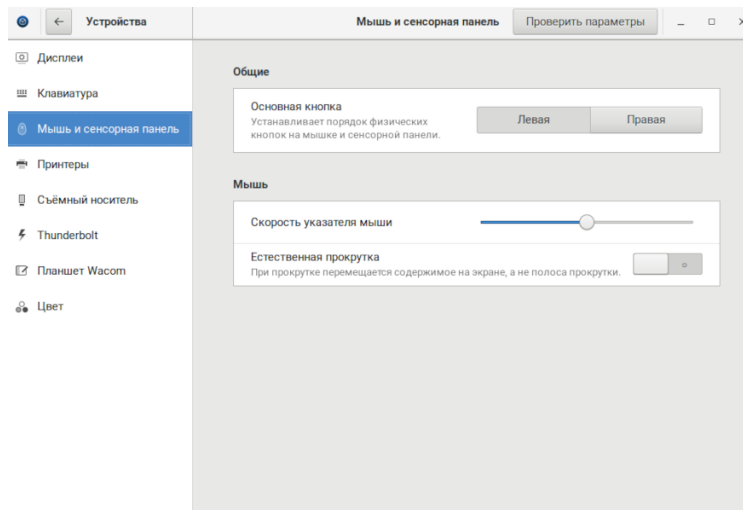 Устройства
Мышь и сенсорная панель
Проверить параметры
Дисплеи
Клавиатура
Мышь и сенсорная панель
Принтеры
Съёмный носитель
Thunderbolt
Планшет Wacom
Цвет
Общие
Основная кнопка
Устанавливает порядок физических
кнопок на мышке и сенсорной панели.
Левая
Правая
Мышь
Скорость указателя мыши
Естественная прокрутка
При прокрутке перемещается содержимое на экране, а не полоса прокрутки.